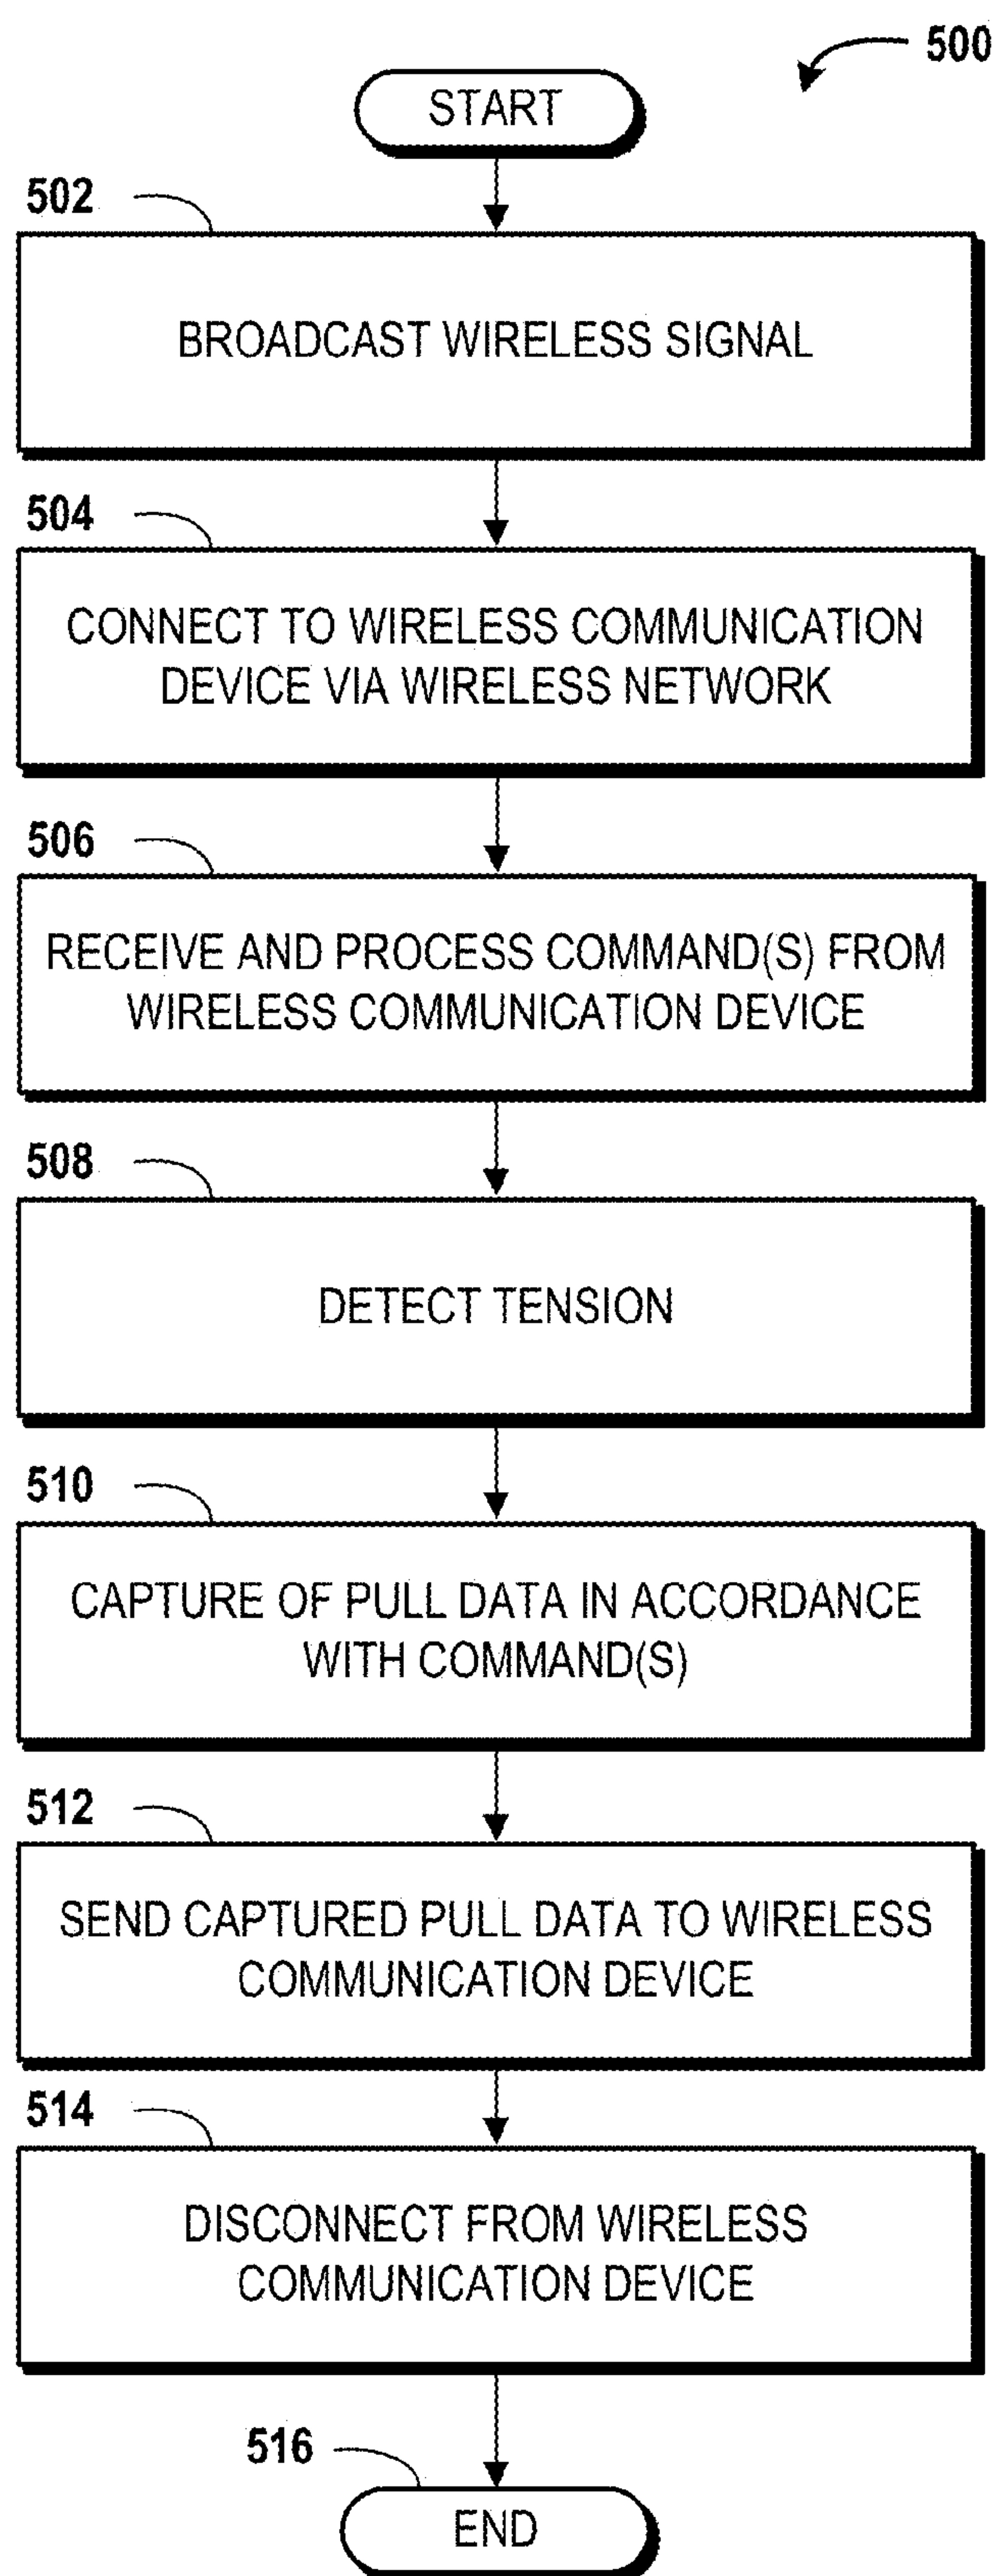 500
START
502
BROADCAST WIRELESS SIGNAL
504
CONNECT TO WIRELESS COMMUNICATION
DEVICE VIA WIRELESS NETWORK
506
RECEIVE AND PROCESS COMMAND(S) FROM
WIRELESS COMMUNICATION DEVICE
508
DETECT TENSION
510
CAPTURE OF PULL DATA IN ACCORDANCE
WITH COMMAND(S)
512
SEND CAPTURED PULL DATA TO WIRELESS
COMMUNICATION DEVICE
514
DISCONNECT FROM WIRELESS
COMMUNICATION DEVICE
516
END